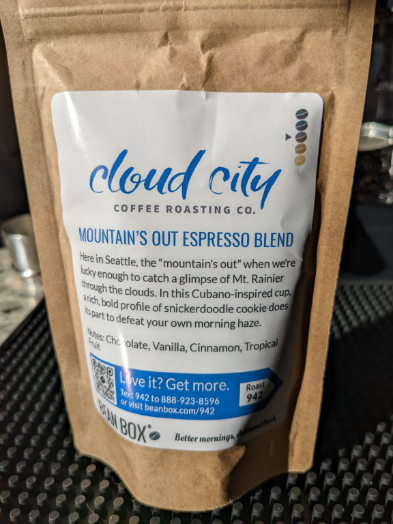 cloud city
COFFEE ROASTING CO.
MOUNTAIN'S OUT ESPRESSO BLEND
Here in Seattle, the "mountain's out" when we're
lucky enough to catch a glimpse of Mt. Rainier
through the clouds. In this Cubano-inspired cup,
a rich, bold profile of snickerdoodle cookie does
its part to defeat your own morning haze.
Notes: Chocolate, Vanilla, Cinnamon, Tropical
Fruit
Love it? Get more.
Text 942 to 888-923-8596
or visit beanbox.com/942
Roast
942
BEAN BOX
Better mornings,